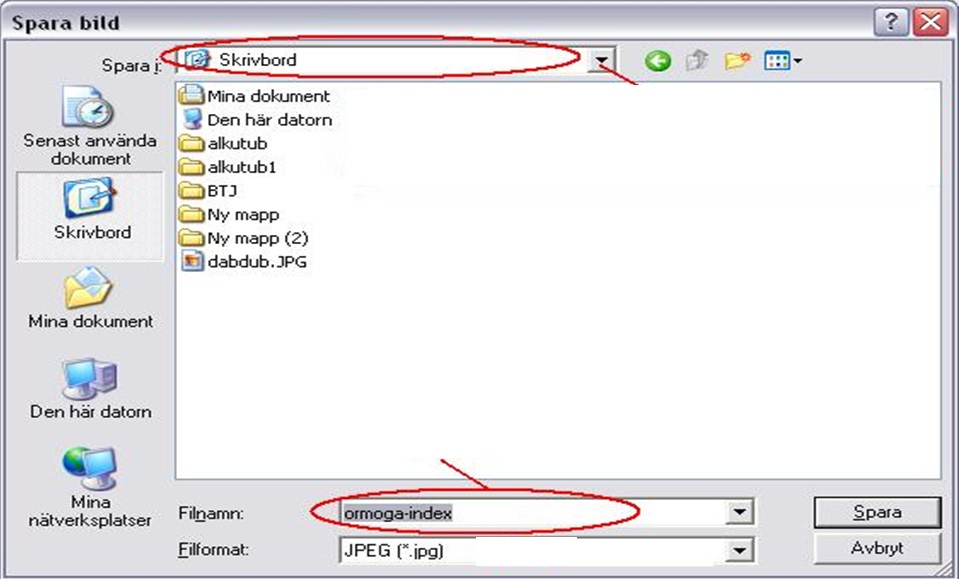 Spara bild
Spara i: Skrivbord
Senast använda
dokument
Skrivbord
Mina dokument
Den här datorn
Mina
nätverksplatser
Mina dokument
Den här datorn
alkutub
alkutub1
BTJ
Ny mapp
Ny mapp (2)
dabdub.JPG
Filnamn: ormoga-index Spara
Filformat: JPEG (*.jpg) Avbryt